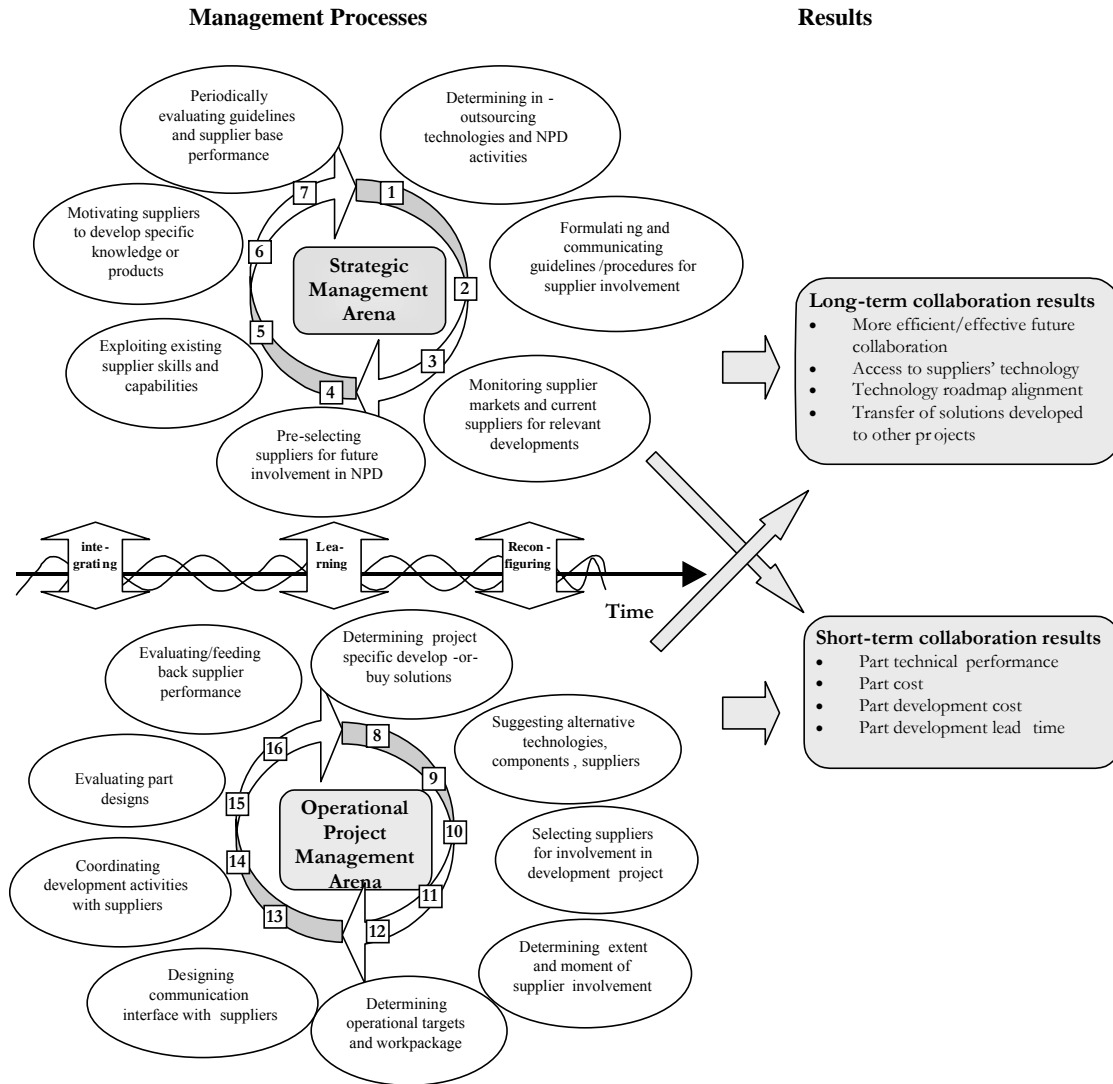 Management Processes
Results
Periodically
evaluating guidelines
and supplier base
performance
Determining in -
outsourcing
technologies and NPD
activities
7
1
Motivating suppliers
to develop specific
knowledge or
products
Formulati ng and
communicating
guidelines /procedures for
supplier involvement
6
Strategic
Management
Arena
2
5
3
4
Exploiting existing
supplier skills and
capabilities
Monitoring supplier
markets and current
suppliers for relevant
developments
Pre-selecting
suppliers for future
involvement in NPD
Long-term collaboration results
• More efficient/effective future
collaboration
• Access to suppliers' technology
• Technology roadmap alignment
• Transfer of solutions developed
to other projects
inte-
grating
Lea-
rning
Recon-
figuring
Time
Evaluating/feeding
back supplier
performance
Determining project
specific develop -or-
buy solutions
Short-term collaboration results
• Part technical performance
• Part cost
• Part development cost
• Part development lead time
16
8
Suggesting alternative
technologies,
components , suppliers
9
Evaluating part
designs
15
Operational
Project
Management
Arena
10
Selecting suppliers
for involvement in
development project
14
11
Coordinating
development activities
with suppliers
13
12
Determining extent
and moment of
supplier involvement
Designing
communication
interface with suppliers
Determining
operational targets
and workpackage